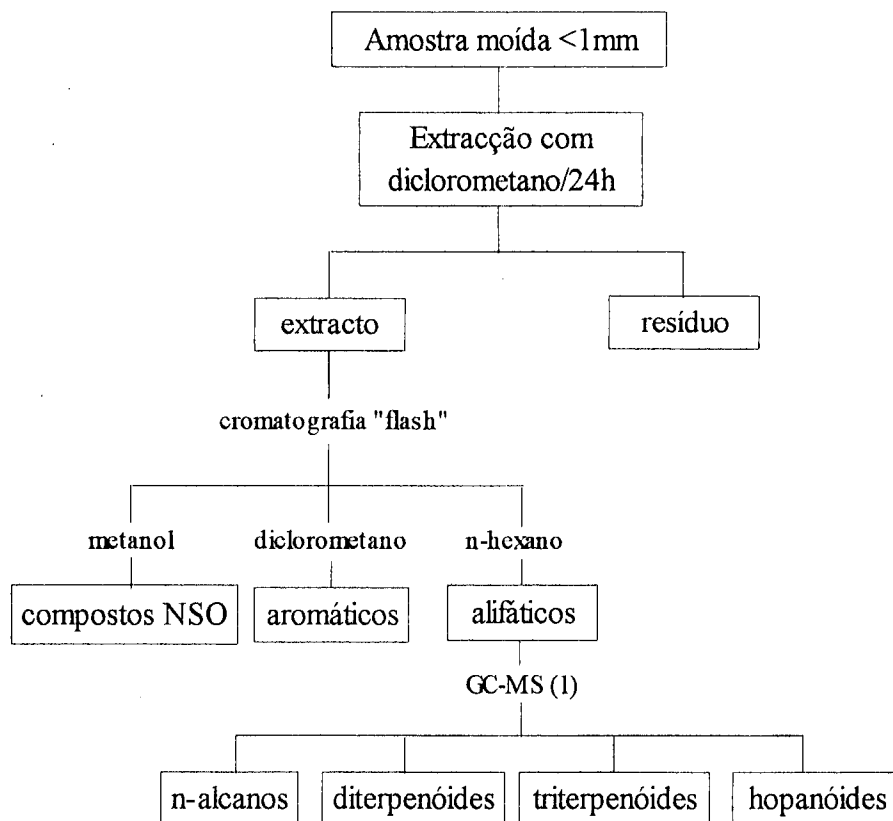 Amostra moída <1mm
Extracção com
diclorometano/24h
extracto
resíduo
cromatografia "flash"
metanol
diclorometano
n-hexano
compostos NSO
aromáticos
alifáticos
GC-MS (1)
n-alcanos
diterpenóides
triterpenóides
hopanóides